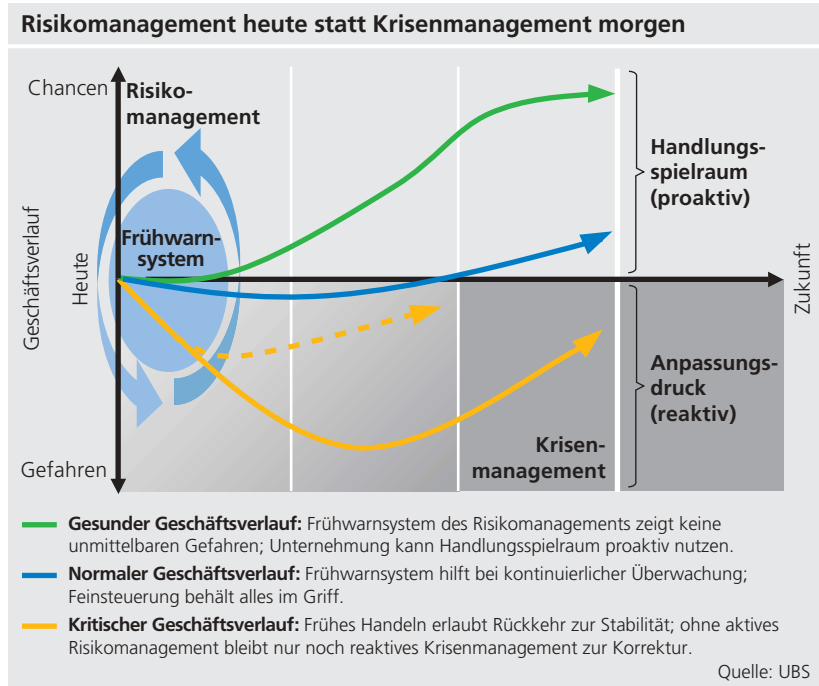 Risikomanagement heute statt Krisenmanagement morgen
Chancen
Risiko-
management
Handlungs-
spielraum
(proaktiv)
Geschäftsverlauf
Heute
Frühwarn-
system
Zukunft
Anpassungs-
druck
(reaktiv)
Krisen-
management
Gefahren
Gesunder Geschäftsverlauf: Frühwarnsystem des Risikomanagements zeigt keine
unmittelbaren Gefahren; Unternehmung kann Handlungsspielraum proaktiv nutzen.
Normaler Geschäftsverlauf: Frühwarnsystem hilft bei kontinuierlicher Überwachung;
Feinsteuerung behält alles im Griff.
Kritischer Geschäftsverlauf: Frühes Handeln erlaubt Rückkehr zur Stabilität; ohne aktives
Risikomanagement bleibt nur noch reaktives Krisenmanagement zur Korrektur.
Quelle: UBS